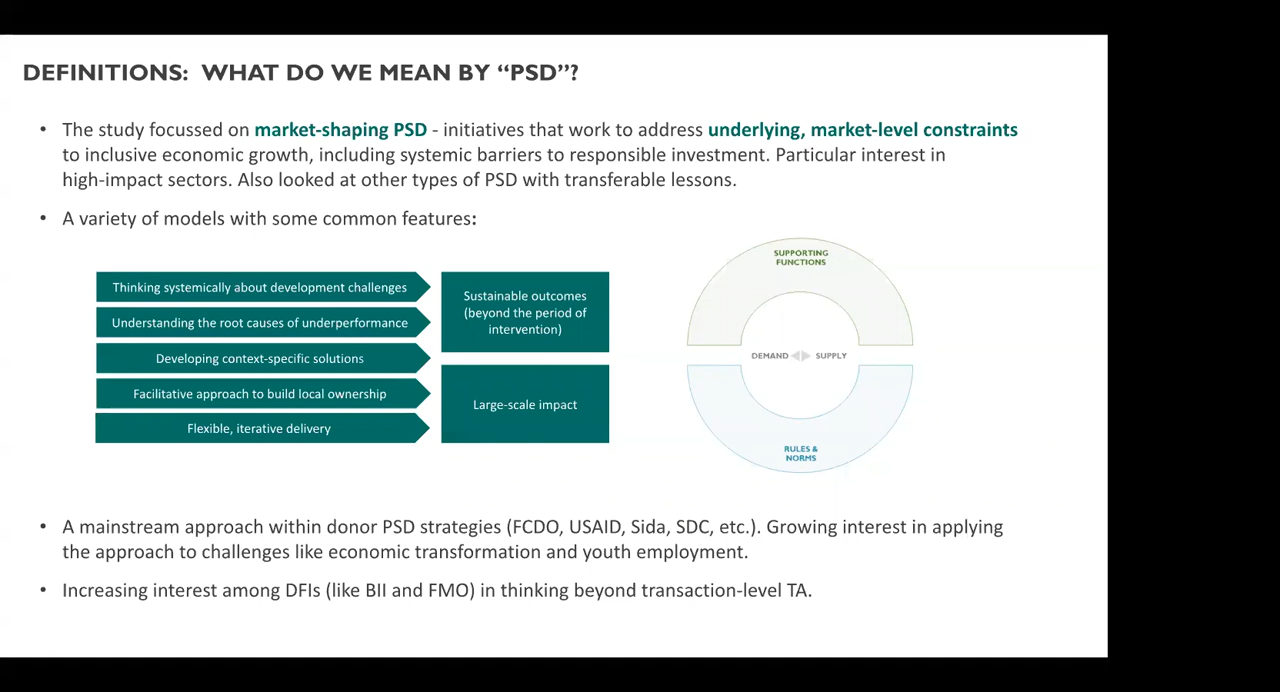 DEFINITIONS: WHAT DO WE MEAN BY “PSD”?
• The study focussed on market-shaping PSD - initiatives that work to address underlying, market-level constraints
to inclusive economic growth, including systemic barriers to responsible investment. Particular interest in
high-impact sectors. Also looked at other types of PSD with transferable lessons.
• A variety of models with some common features:
Thinking systemically about development challenges
Understanding the root causes of underperformance
Developing context-specific solutions
Facilitative approach to build local ownership
Flexible, iterative delivery
Sustainable outcomes
(beyond the period of
intervention)
Large-scale impact
SUPPORTING
FUNCTIONS
DEMAND SUPPLY
RULES &
NORMS
• A mainstream approach within donor PSD strategies (FCDO, USAID, Sida, SDC, etc.). Growing interest in applying
the approach to challenges like economic transformation and youth employment.
• Increasing interest among DFIs (like BII and FMO) in thinking beyond transaction-level TA.